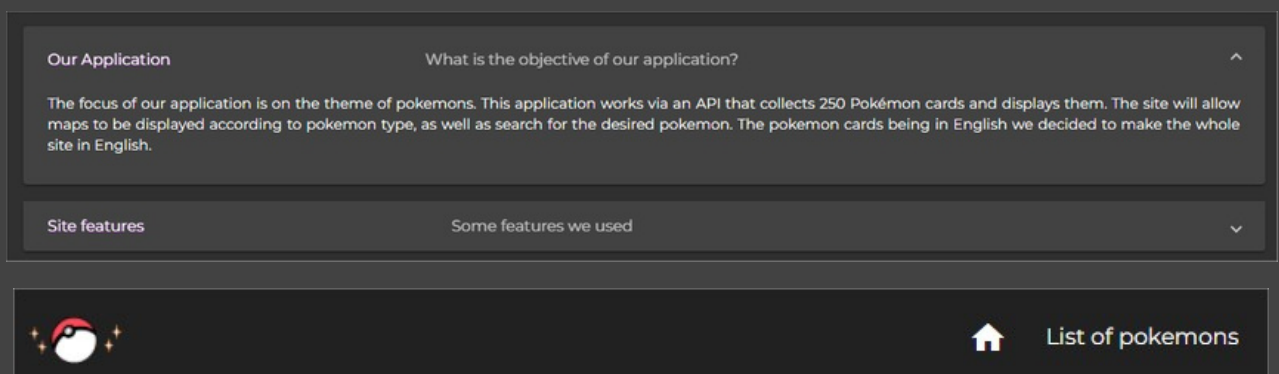 Our Application What is the objective of our application?
The focus of our application is on the theme of pokemons. This application works via an API that collects 250 Pokémon cards and displays them. The site will allow
maps to be displayed according to pokemon type, as well as search for the desired pokemon. The pokemon cards being in English we decided to make the whole
site in English.
Site features Some features we used
List of pokemons